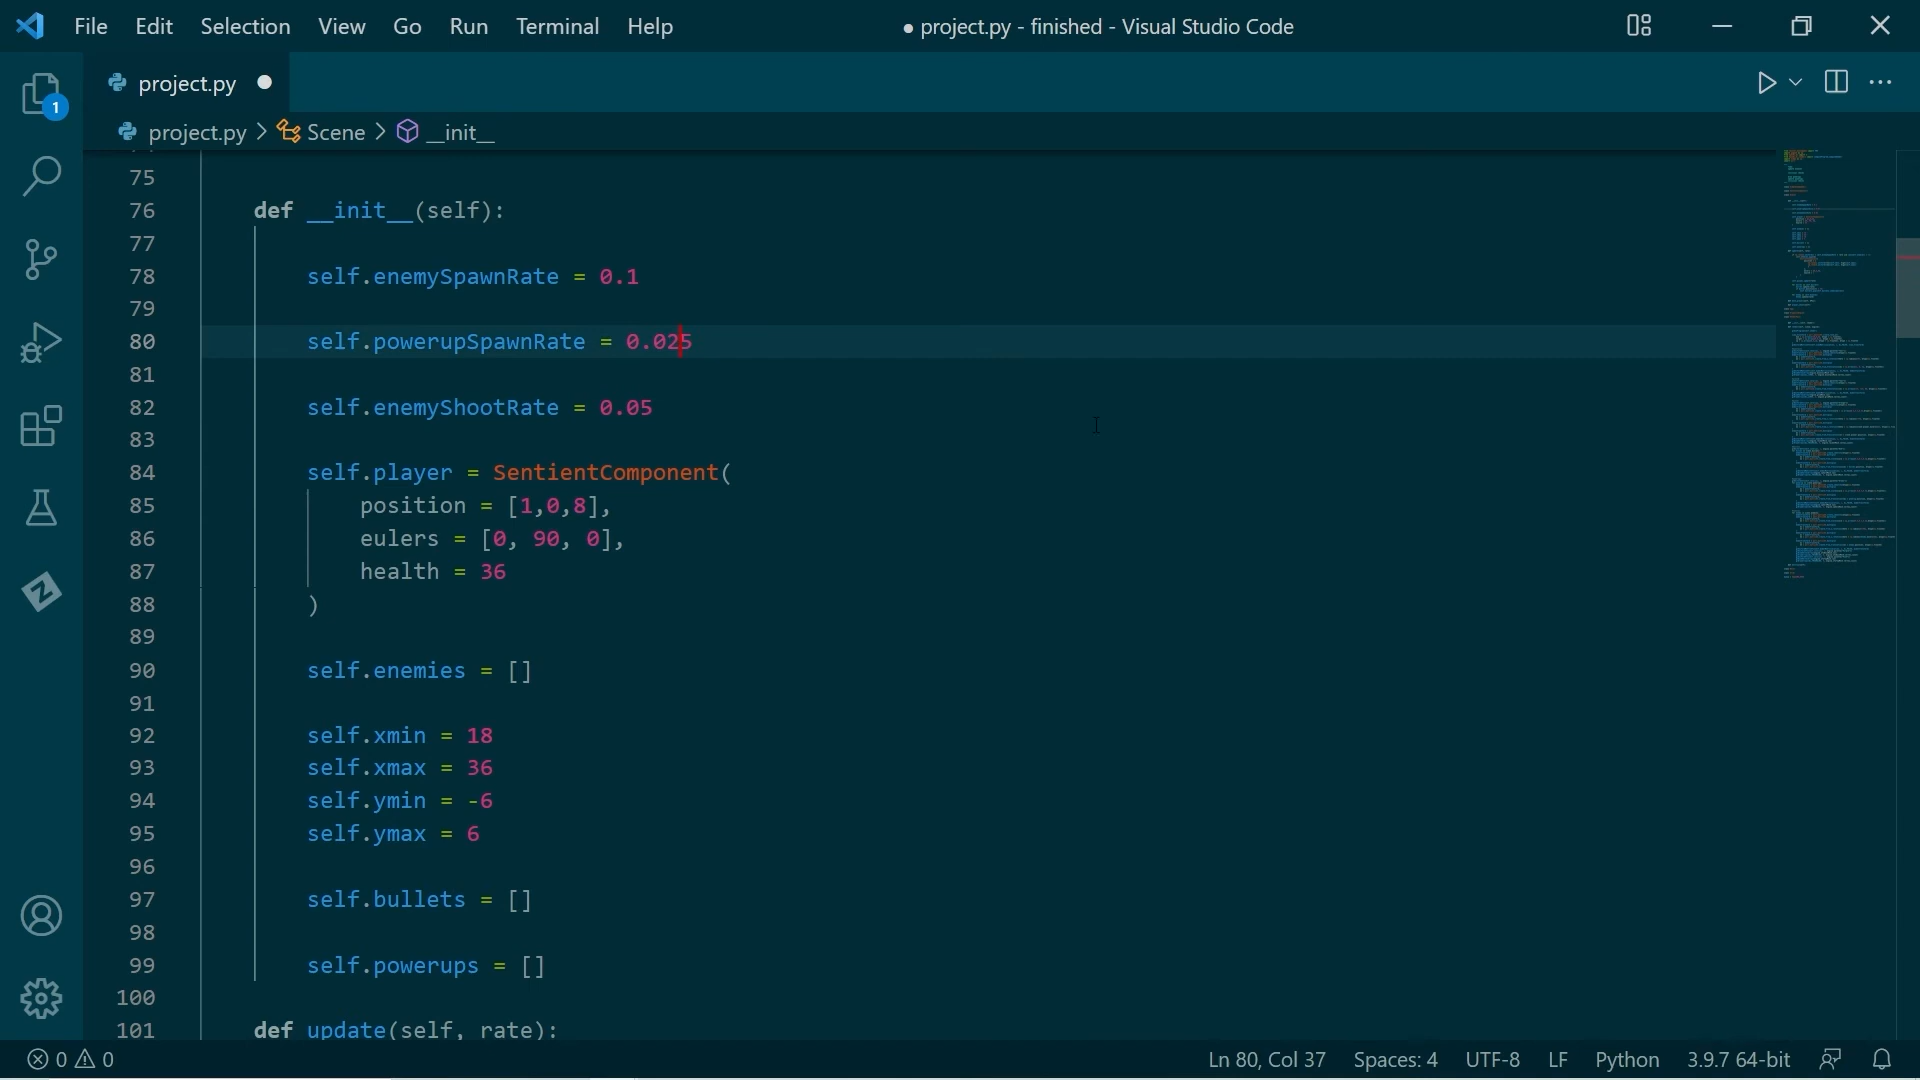 File Edit Selection View Go Run Terminal Help
● project.py - finished - Visual Studio Code
1
project.py
project.py > Scene > __init__
75
76 def __init__(self):
77
78 self.enemySpawnRate = 0.1
79
80 self.powerupSpawnRate = 0.025
81
82 self.enemyShootRate = 0.05
83
84 self.player = SentientComponent(
85 position = [1,0,8],
86 eulers = [0, 90, 0],
87 health = 36
88 )
89
90 self.enemies = []
91
92 self.xmin = 18
93 self.xmax = 36
94 self.ymin = -6
95 self.ymax = 6
96
97 self.bullets = []
98
99 self.powerups = []
100
101 def update(self, rate):
0 0 Ln 80, Col 37 Spaces: 4 UTF-8 LF Python 3.9.7 64-bit